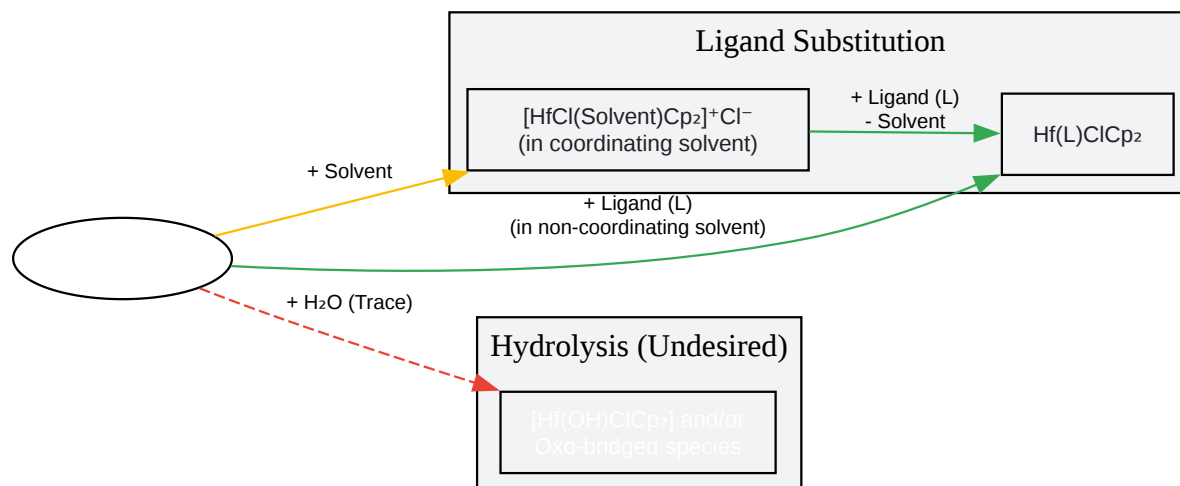 Ligand Substitution
[HfCl(Solvent)Cp₂]⁺Cl⁻
(in coordinating solvent)
+ Ligand (L)
- Solvent
Hf(L)ClCp₂
+ Solvent
+ Ligand (L)
(in non-coordinating solvent)
+ H₂O (Trace)
Hydrolysis (Undesired)
[Hf(OH)ClCp₂] and/or
Oxo-bridged species